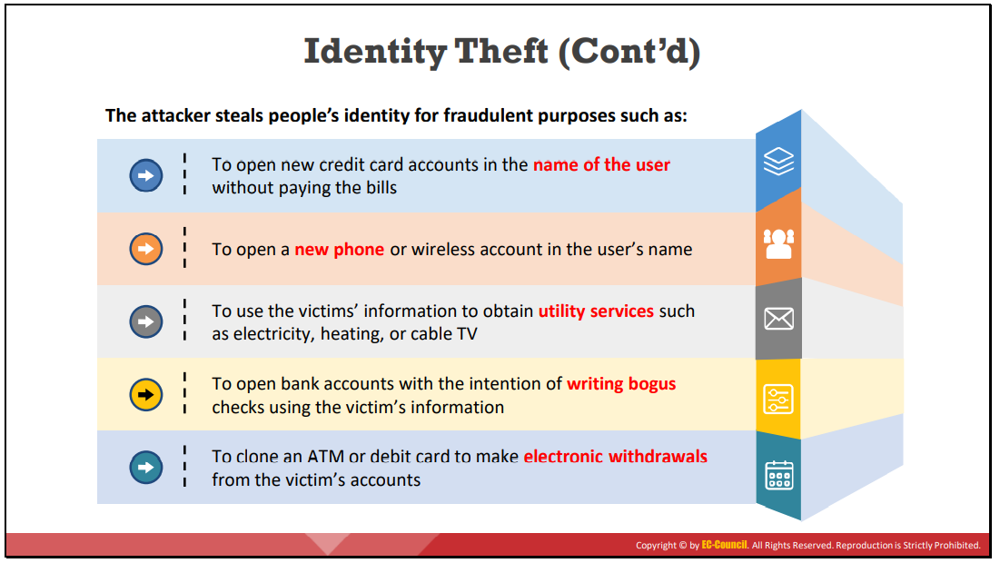 Identity Theft (Cont’d)
The attacker steals people’s identity for fraudulent purposes such as:
To open new credit card accounts in the name of the user
without paying the bills
To open a new phone or wireless account in the user’s name
To use the victims’ information to obtain utility services such
as electricity, heating, or cable TV
To open bank accounts with the intention of writing bogus
checks using the victim’s information
To clone an ATM or debit card to make electronic withdrawals
from the victim’s accounts
Copyright © by EC-Council. All Rights Reserved. Reproduction is Strictly Prohibited.